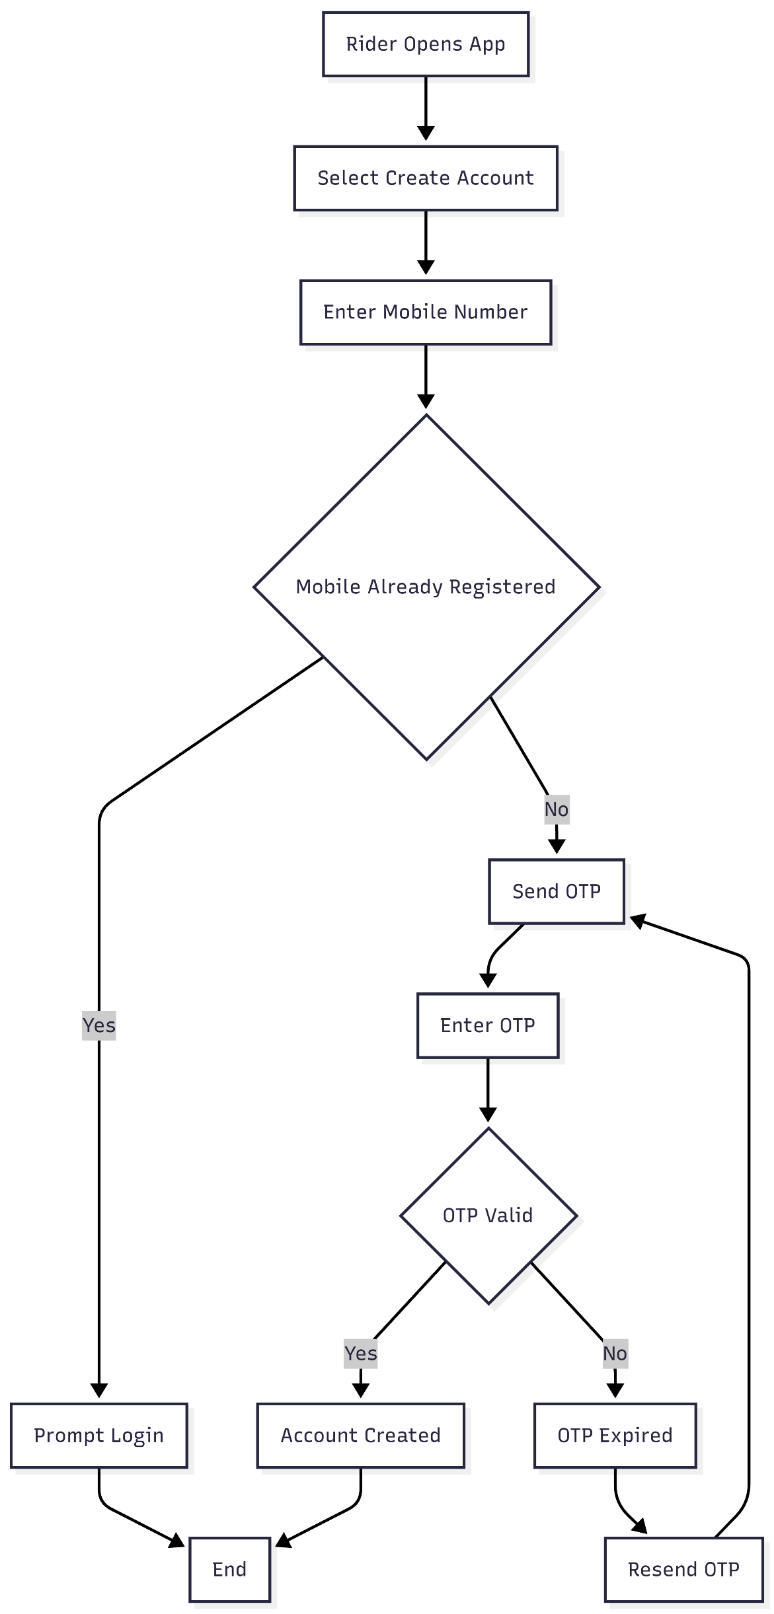 Rider Opens App
Select Create Account
Enter Mobile Number
Mobile Already Registered
No
Send OTP
Yes
Enter OTP
OTP Valid
Yes
No
Prompt Login
Account Created
OTP Expired
End
Resend OTP